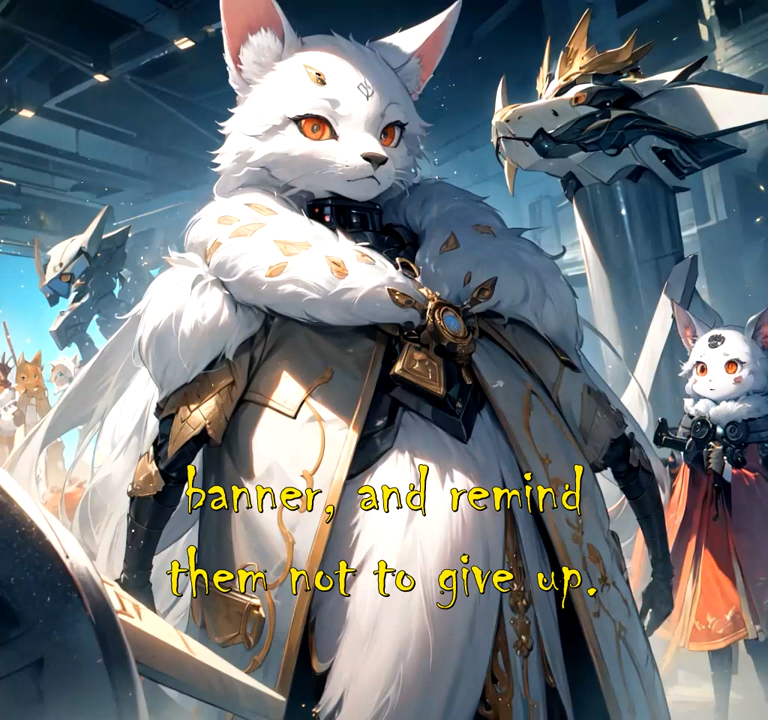 banner, and remind
them not to give up.